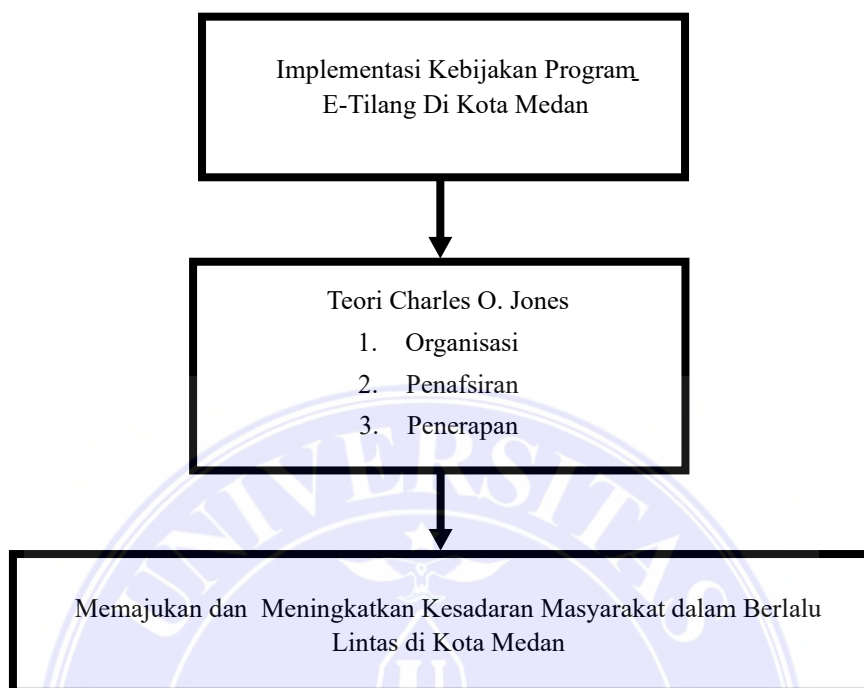 Implementasi Kebijakan Program
E-Tilang Di Kota Medan
Teori Charles O. Jones
1. Organisasi
2. Penafsiran
3. Penerapan
UNIVERSITAS
Memajukan dan Meningkatkan Kesadaran Masyarakat dalam Berlalu
Lintas di Kota Medan